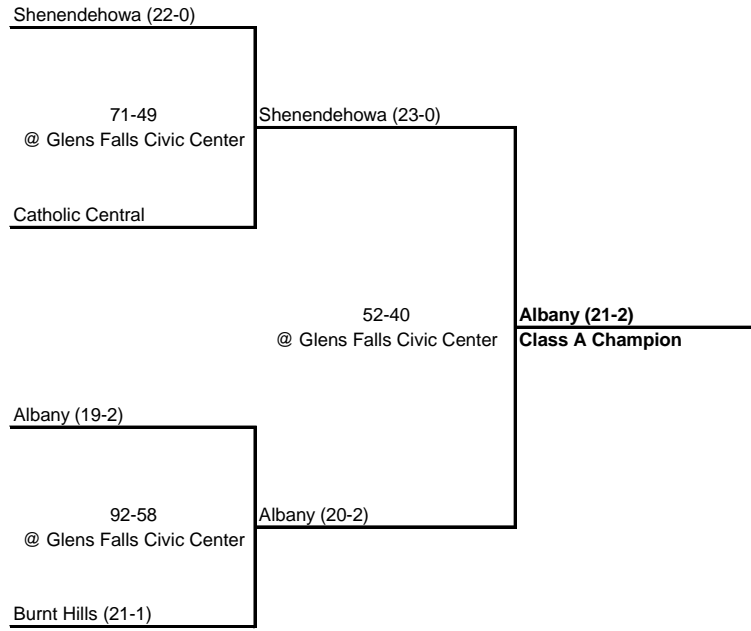 Shenendehowa (22-0)
71-49
@ Glens Falls Civic Center
Shenendehowa (23-0)
Catholic Central
52-40
@ Glens Falls Civic Center
Albany (21-2)
Class A Champion
Albany (19-2)
92-58
@ Glens Falls Civic Center
Albany (20-2)
Burnt Hills (21-1)